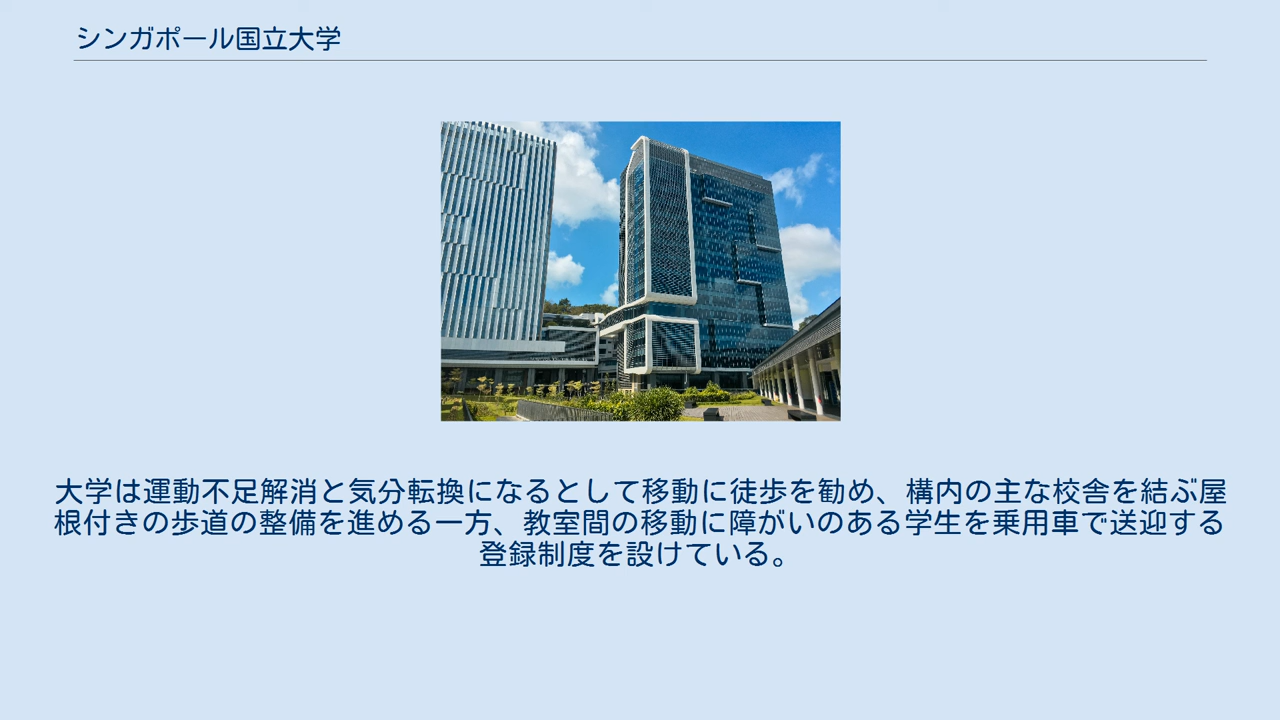 シンガポール国立大学
大学は運動不足解消と気分転換になるとして移動に徒歩を勧め、構内の主な校舎を結ぶ屋
根付きの歩道の整備を進める一方、教室間の移動に障がいのある学生を乗用車で送迎する
登録制度を設けている。